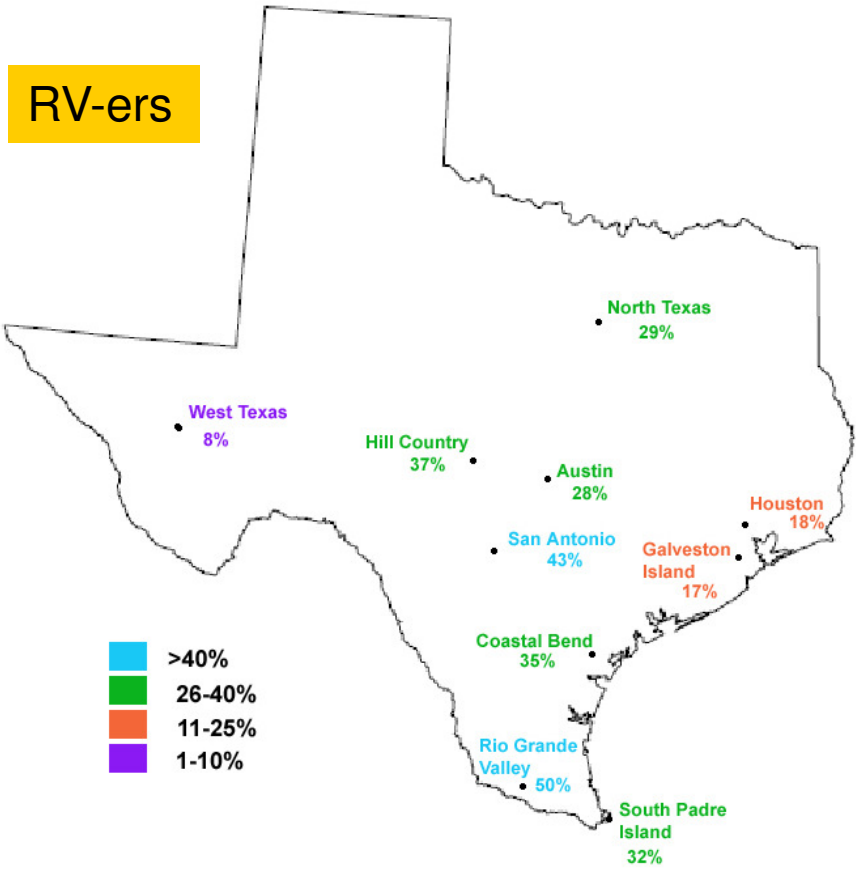 RV-ers
North Texas
29%
West Texas
8%
Hill Country
37%
Austin
28%
Houston
18%
San Antonio
43%
Galveston
Island
17%
Coastal Bend
35%
>40%
26-40%
11-25%
1-10%
Rio Grande
Valley
50%
South Padre
Island
32%